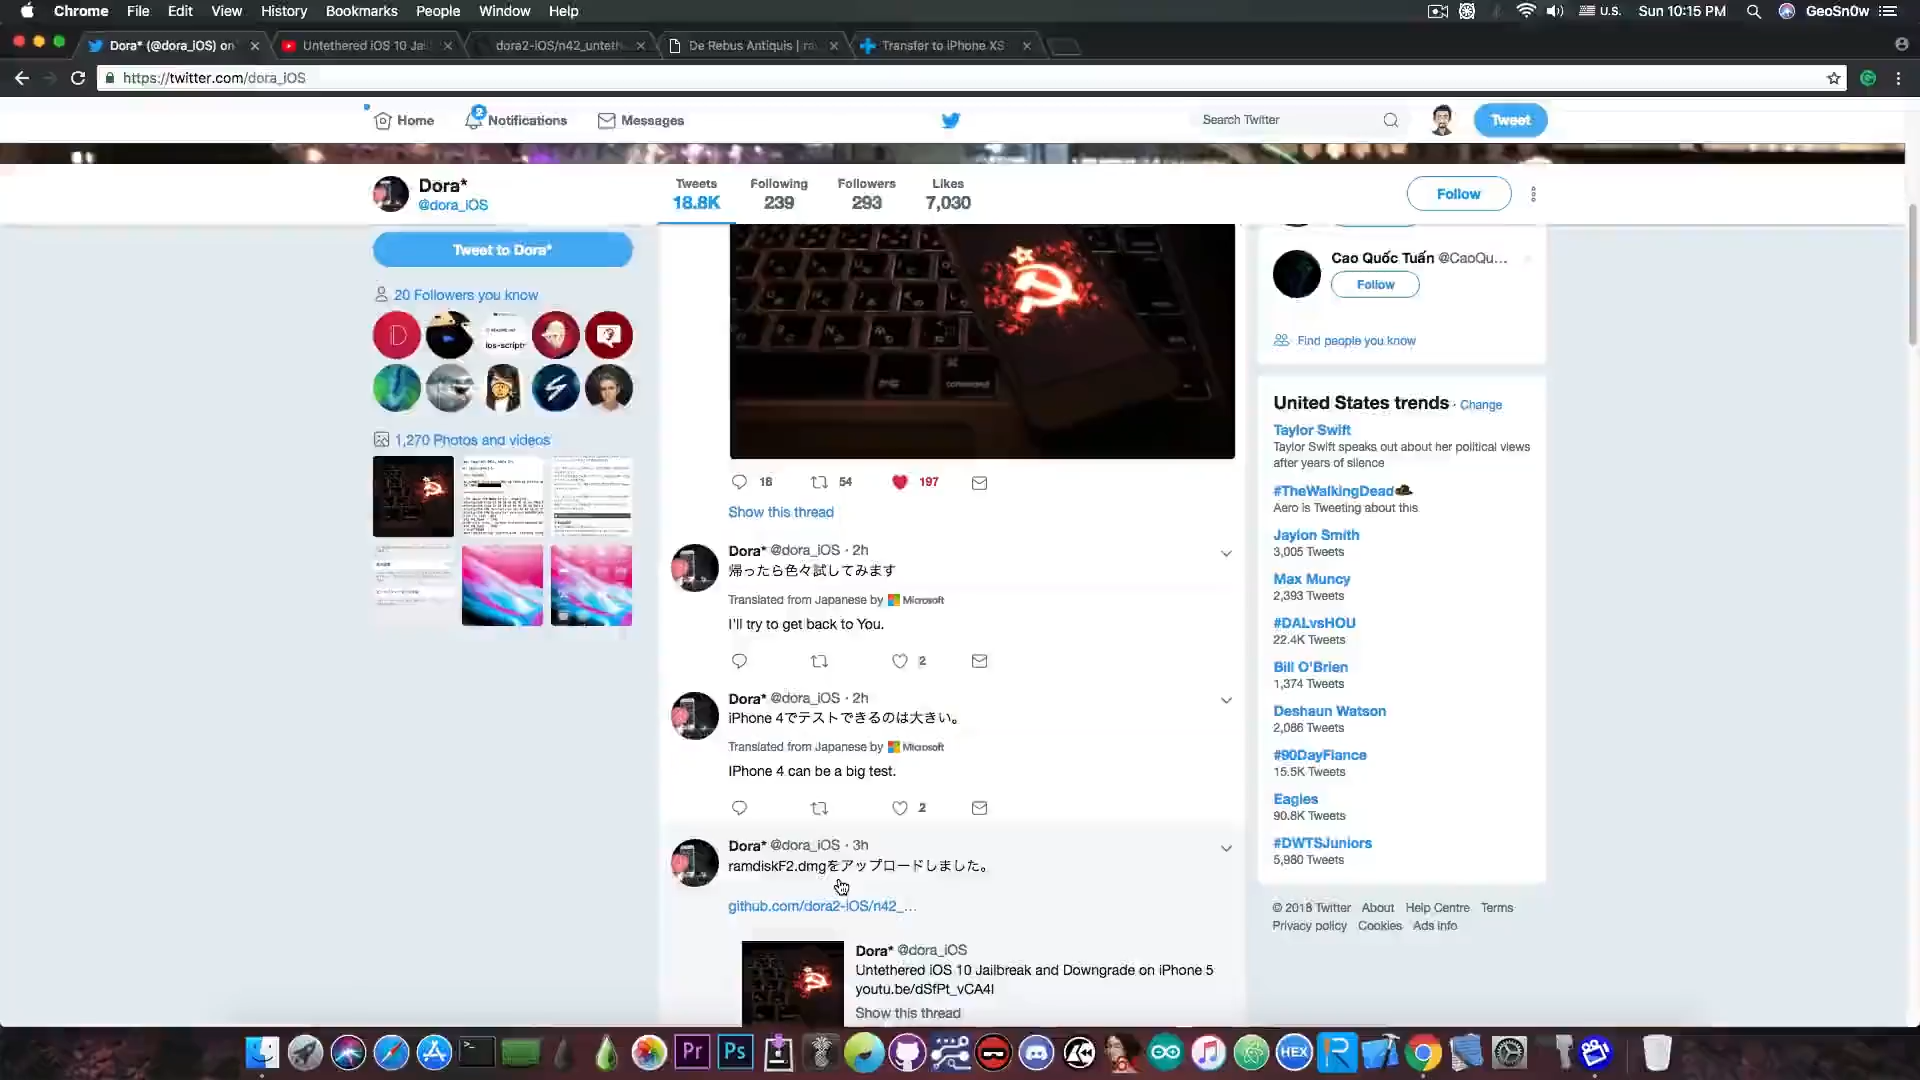 Chrome File Edit View History Bookmarks People Window Help
U.S. Sun 10:15 PM GeoSn0w
Dora* (@dora_iOS) on
Untethered iOS 10 Jail
dora2-iOS/n42_unteth
De Rebus Antiquis | ra
Transfer to iPhone XS
https://twitter.com/dora_iOS
Home
2
Notifications
Messages
Search Twitter
Tweet
Dora*
@dora_iOS
Tweets
18.8K
Following
239
Followers
293
Likes
7,030
Follow
Tweet to Dora*
20 Followers you know
1,270 Photos and videos
command
16 54 197
Show this thread
Dora* @dora_iOS · 2h
帰ったら色々試してみます
Translated from Japanese by Microsoft
I'll try to get back to You.
2
Dora* @dora_iOS · 2h
iPhone 4でテストできるのは大きい。
Translated from Japanese by Microsoft
IPhone 4 can be a big test.
2
Dora* @dora_iOS · 3h
ramdiskF2.dmgをアップロードしました。
github.com/dora2-iOS/n42_...
Dora* @dora_iOS
Untethered iOS 10 Jailbreak and Downgrade on iPhone 5
youtu.be/dSfPt_vCA4I
Show this thread
Cao Quốc Tuấn @CaoQu...
Follow
Find people you know
United States trends · Change
Taylor Swift
Taylor Swift speaks out about her political views
after years of silence
#TheWalkingDead
Aero is Tweeting about this
Jaylon Smith
3,005 Tweets
Max Muncy
2,393 Tweets
#DALvsHOU
22.4K Tweets
Bill O'Brien
1,374 Tweets
Deshaun Watson
2,086 Tweets
#90DayFiance
15.5K Tweets
Eagles
90.8K Tweets
#DWTSJuniors
5,980 Tweets
© 2018 Twitter About Help Centre Terms
Privacy policy Cookies Ads info
Pr
Ps
HEX